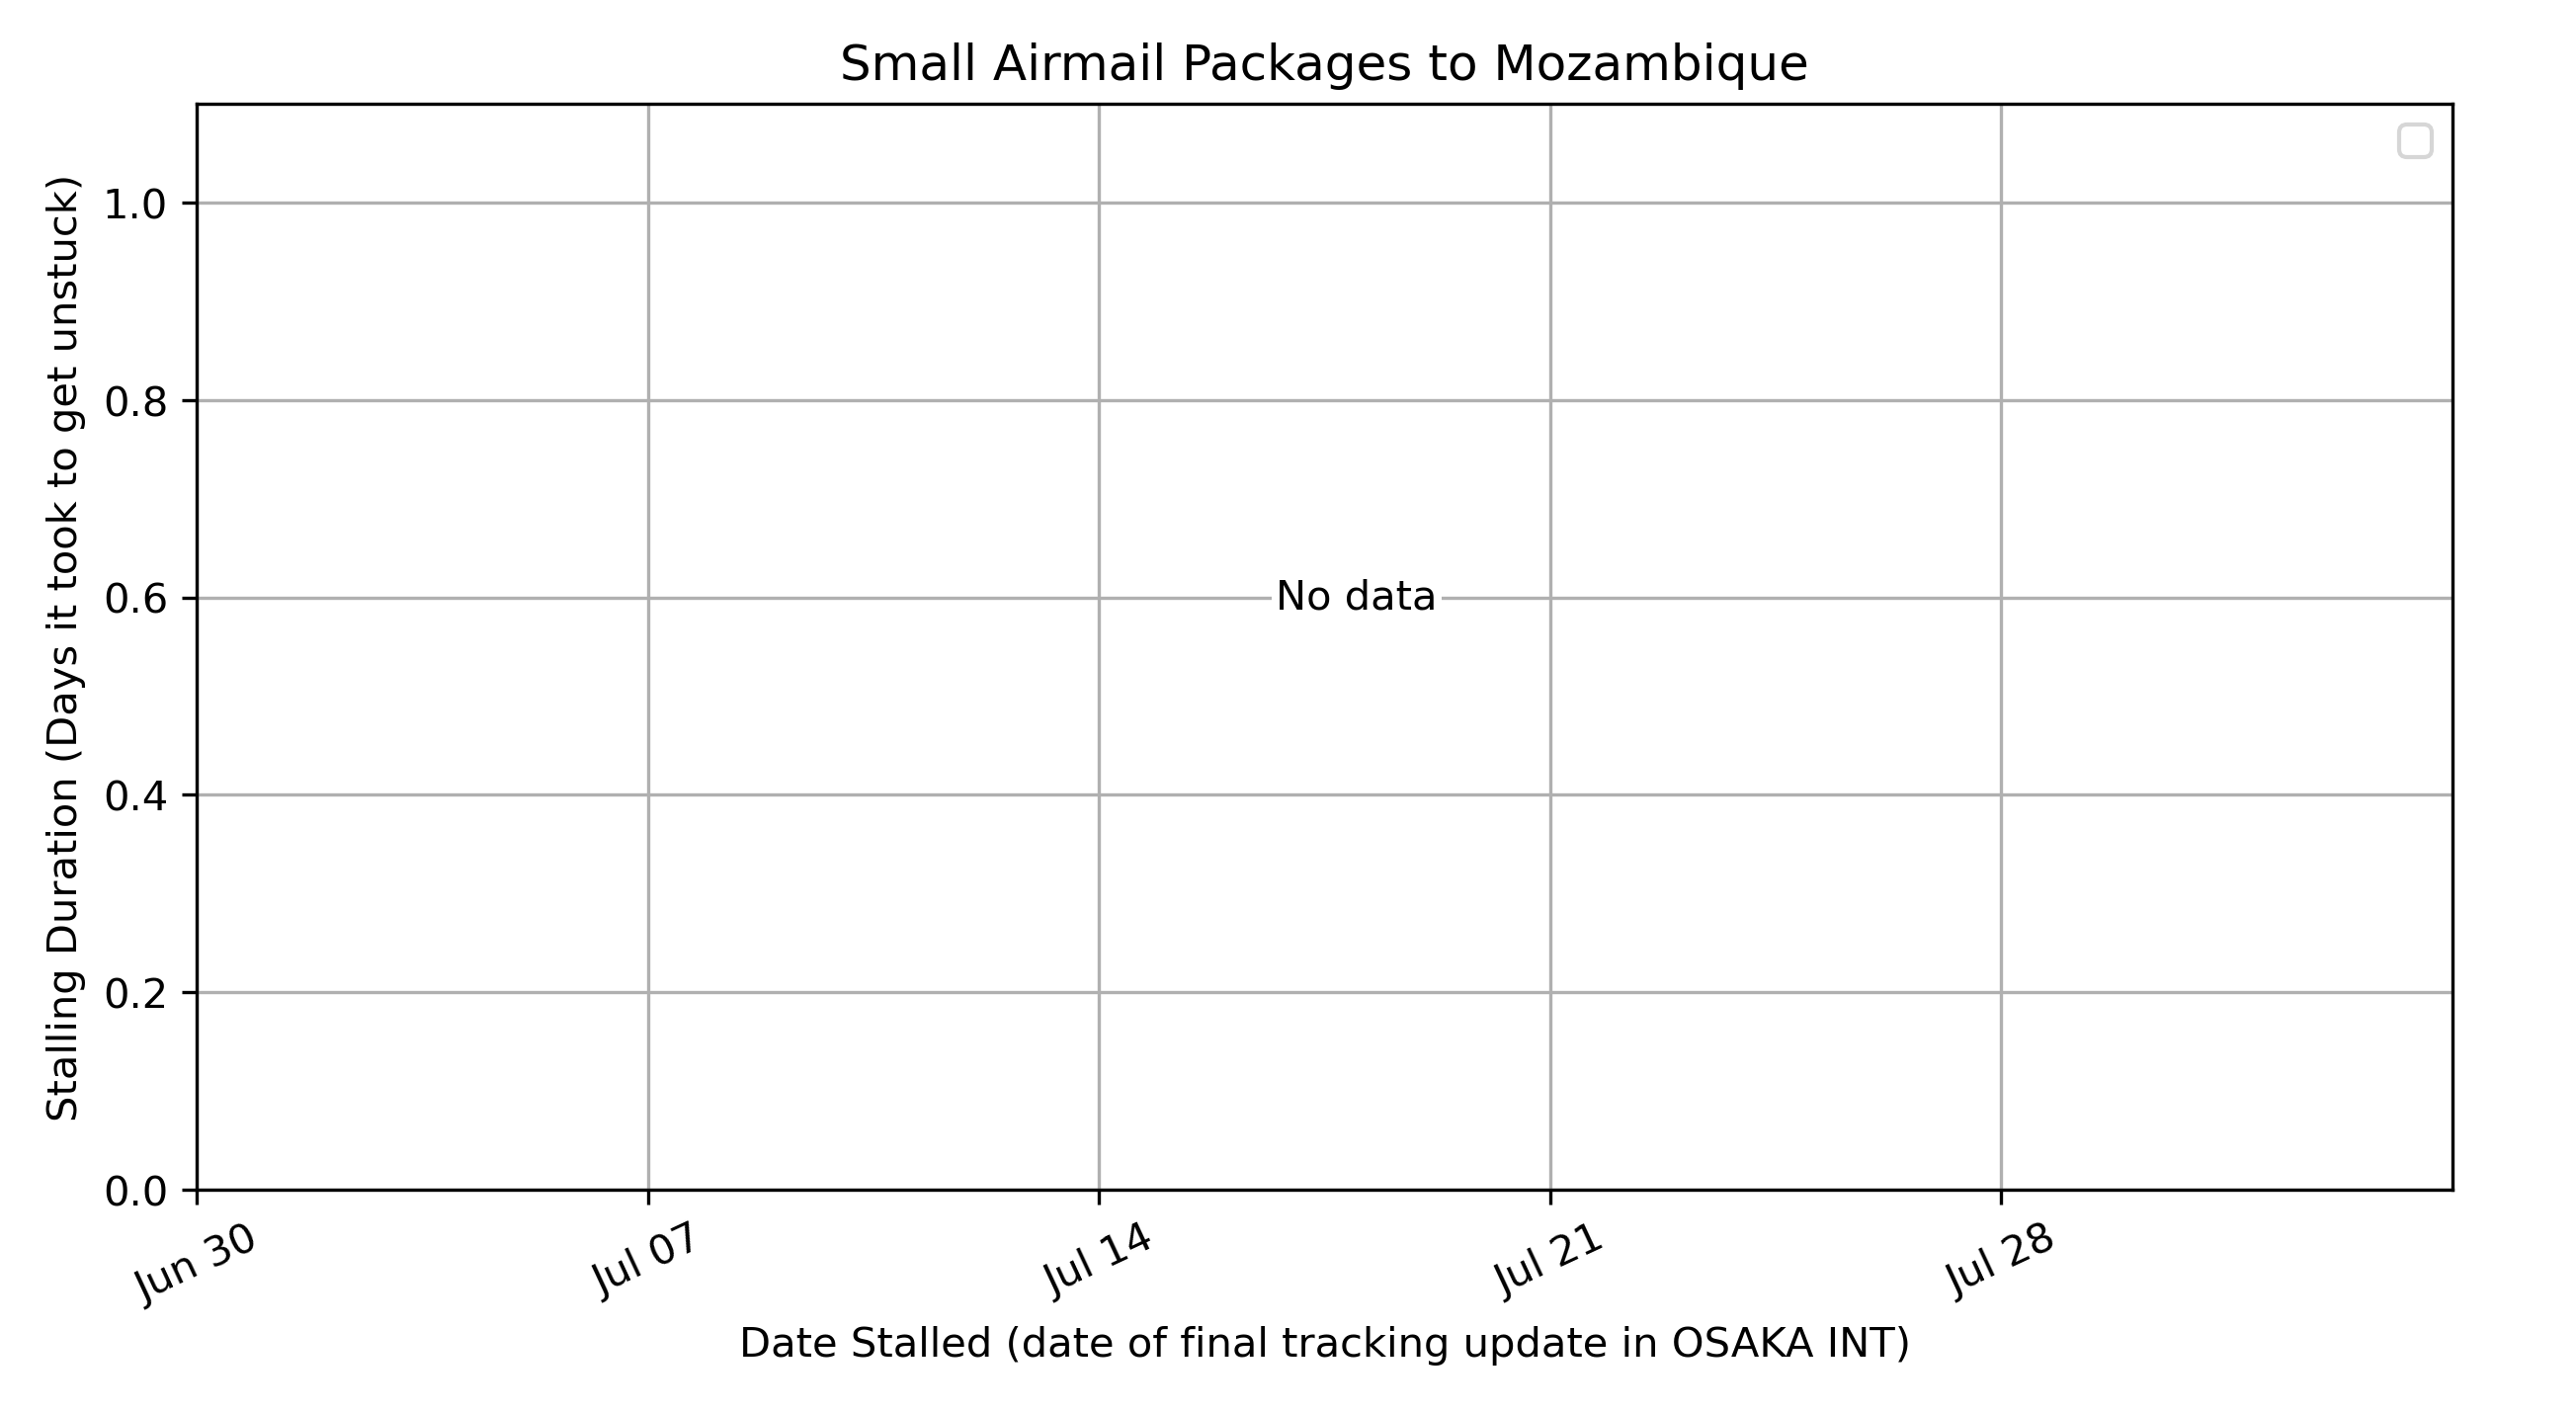 Small Airmail Packages to Mozambique
Stalling Duration (Days it took to get unstuck)
1.0
0.8
0.6
0.4
0.2
0.0
No data
Jun 30
Jul 07
Jul 14
Jul 21
Jul 28
Date Stalled (date of final tracking update in OSAKA INT)